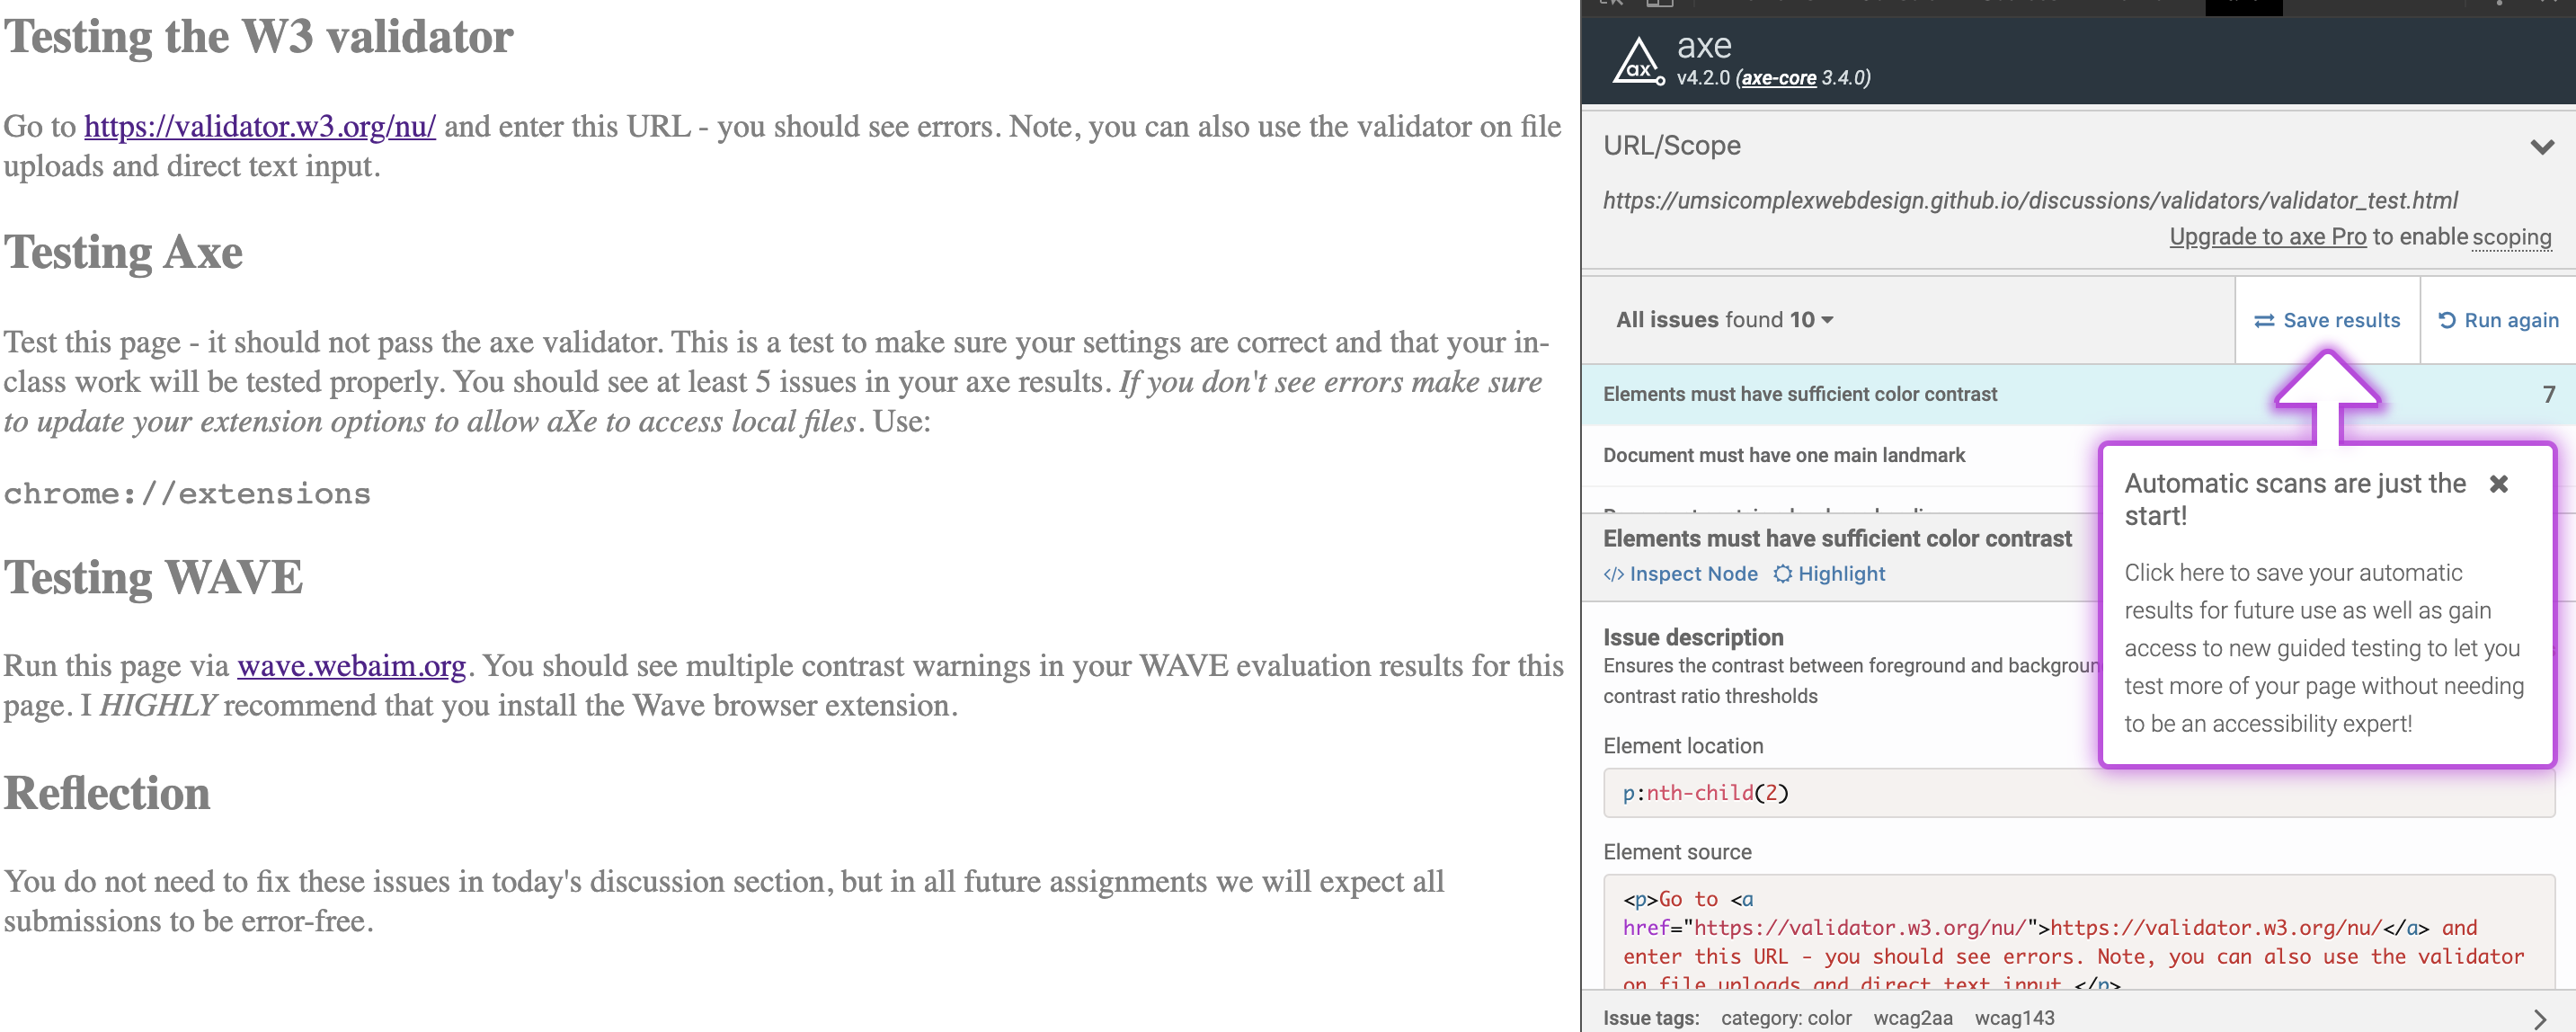 Testing the W3 validator
Go to https://validator.w3.org/nu/ and enter this URL - you should see errors. Note, you can also use the validator on file
uploads and direct text input.
Testing Axe
Test this page - it should not pass the axe validator. This is a test to make sure your settings are correct and that your in-
class work will be tested properly. You should see at least 5 issues in your axe results. If you don't see errors make sure
to update your extension options to allow aXe to access local files. Use:
chrome://extensions
Testing WAVE
Run this page via wave.webaim.org. You should see multiple contrast warnings in your WAVE evaluation results for this
page. I HIGHLY recommend that you install the Wave browser extension.
Reflection
You do not need to fix these issues in today's discussion section, but in all future assignments we will expect all
submissions to be error-free.
ax
axe
v4.2.0 (axe-core 3.4.0)
URL/Scope
https://umsicomplexwebdesign.github.io/discussions/validators/validator_test.html
Upgrade to axe Pro to enable scoping
All issues found 10
Save results
Run again
Elements must have sufficient color contrast 7
Document must have one main landmark
Elements must have sufficient color contrast
</> Inspect Node Highlight
Issue description
Ensures the contrast between foreground and backgroun
contrast ratio thresholds
Element location
p:nth-child(2)
Element source
<p>Go to <a
href="https://validator.w3.org/nu/">https://validator.w3.org/nu/</a> and
enter this URL - you should see errors. Note, you can also use the validator
on file uploads and direct text input.</p>
Issue tags: category: color wcag2aa wcag143
Automatic scans are just the
start!
Click here to save your automatic
results for future use as well as gain
access to new guided testing to let you
test more of your page without needing
to be an accessibility expert!